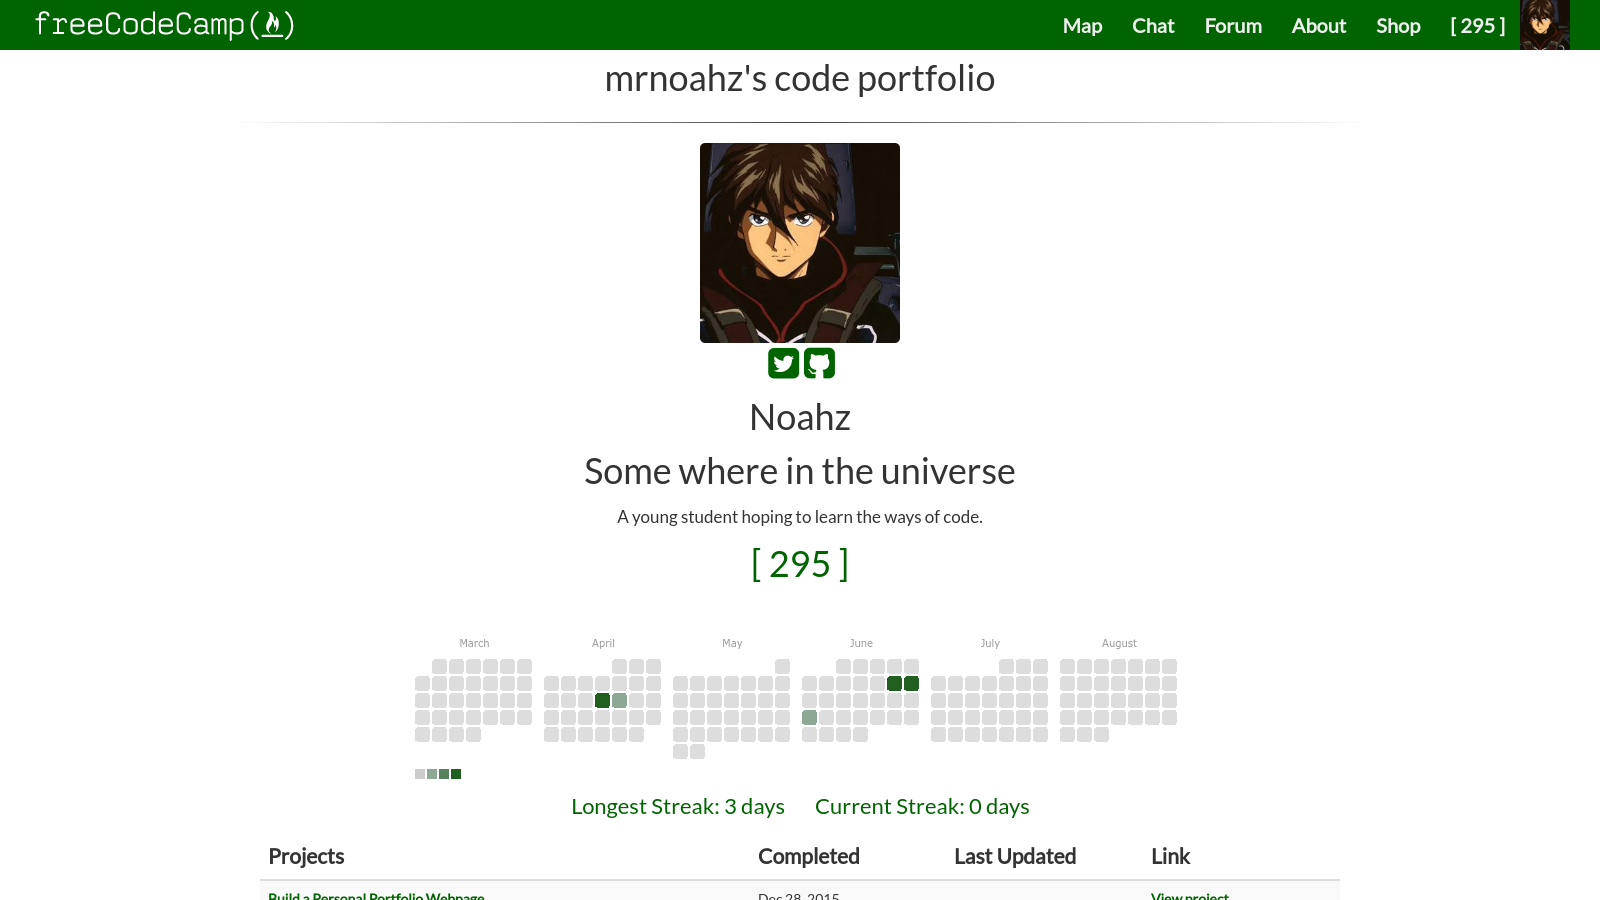 freeCodeCamp
Map Chat Forum About Shop [ 295 ]
mrnoahz's code portfolio
Noahz
Some where in the universe
A young student hoping to learn the ways of code.
[ 295 ]
March April May June July August
Longest Streak: 3 days Current Streak: 0 days
Projects Completed Last Updated Link
Build a Personal Portfolio Webpage Dec 28, 2015 View project